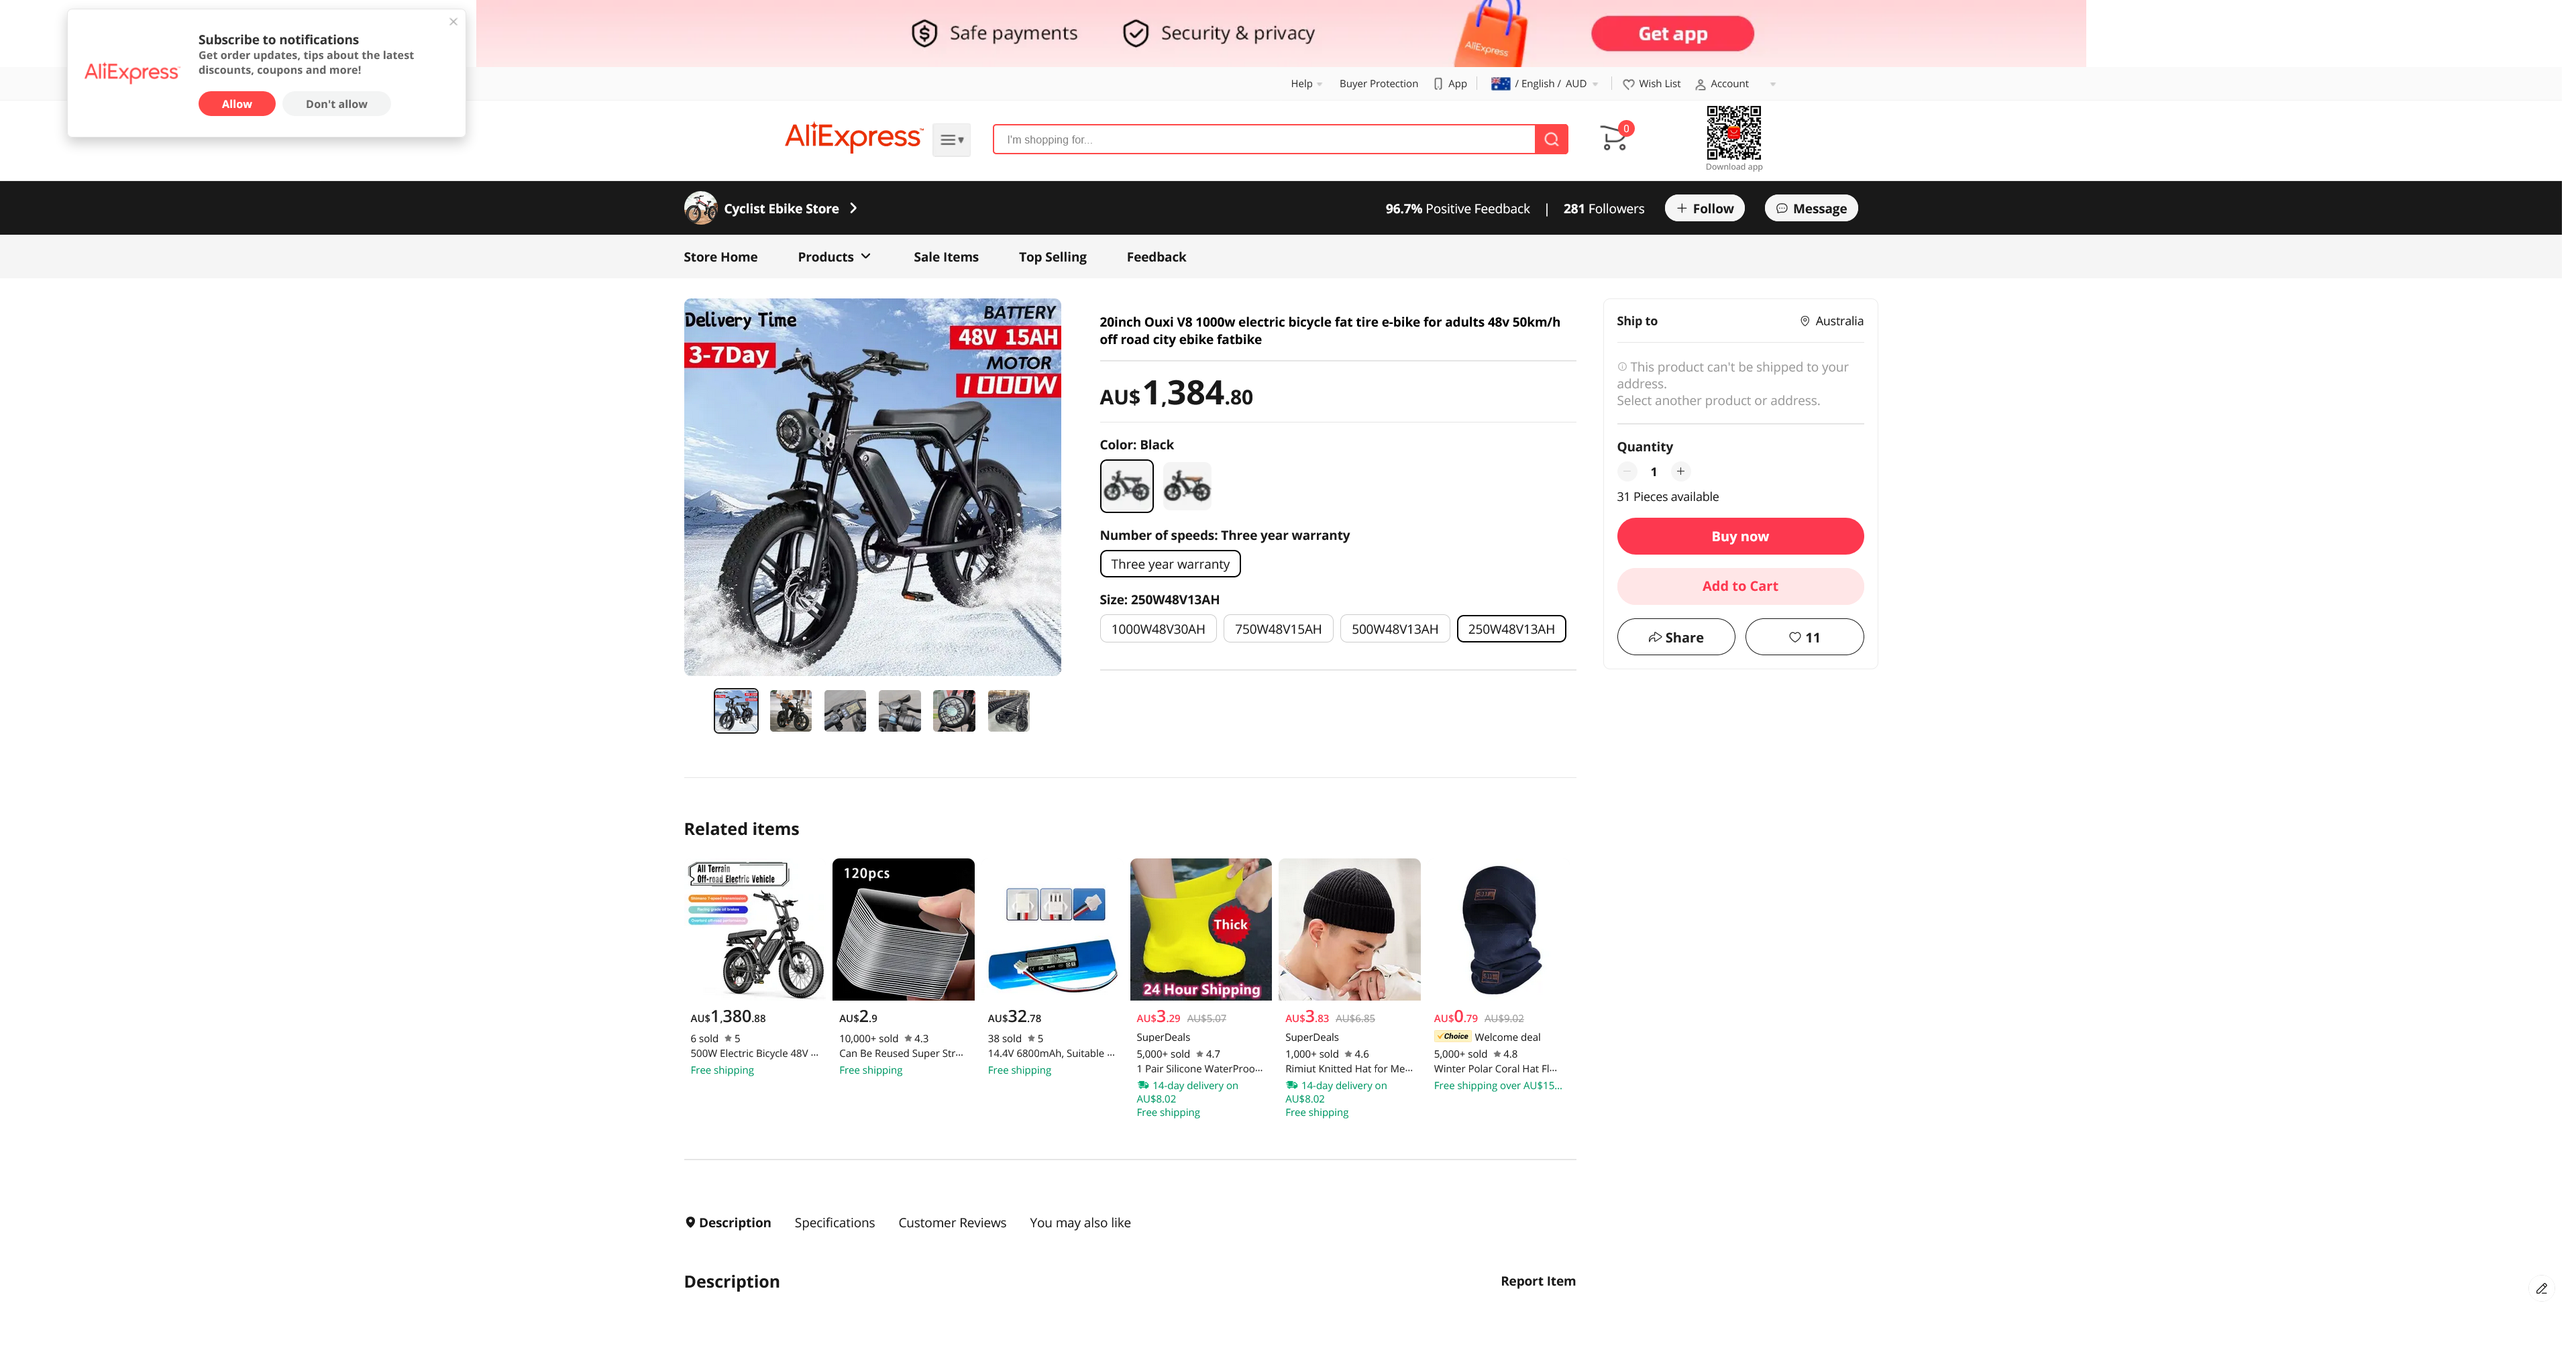 Subscribe to notifications
Get order updates, tips about the latest
discounts, coupons and more!
AliExpress
Allow
Don't allow
Safe payments
Security & privacy
AliExpress
Get app
Help
Buyer Protection
App
/ English / AUD
Wish List
Account
AliExpress
I'm shopping for...
0
Download app
Cyclist Ebike Store
96.7% Positive Feedback | 281 Followers
+ Follow
Message
Store Home
Products
Sale Items
Top Selling
Feedback
Delivery Time
3-7Day
BATTERY
48V 15AH
MOTOR
1000W
20inch Ouxi V8 1000w electric bicycle fat tire e-bike for adults 48v 50km/h
off road city ebike fatbike
AU$1,384.80
Color: Black
Number of speeds: Three year warranty
Three year warranty
Size: 250W48V13AH
1000W48V30AH
750W48V15AH
500W48V13AH
250W48V13AH
Ship to
Australia
This product can't be shipped to your
address.
Select another product or address.
Quantity
1
31 Pieces available
Buy now
Add to Cart
Share
11
Related items
All Terrain
Off-road Electric Vehicle
AU$1,380.88
6 sold ★ 5
500W Electric Bicycle 48V ...
Free shipping
120pcs
AU$2.9
10,000+ sold ★ 4.3
Can Be Reused Super Str...
Free shipping
AU$32.78
38 sold ★ 5
14.4V 6800mAh, Suitable ...
Free shipping
Thick
24 Hour Shipping
AU$3.29 AU$5.07
SuperDeals
5,000+ sold ★ 4.7
1 Pair Silicone WaterProo...
14-day delivery on
AU$8.02
Free shipping
AU$3.83 AU$6.85
SuperDeals
1,000+ sold ★ 4.6
Rimiut Knitted Hat for Me...
14-day delivery on
AU$8.02
Free shipping
AU$0.79 AU$9.02
Choice Welcome deal
5,000+ sold ★ 4.8
Winter Polar Coral Hat Fl...
Free shipping over AU$15...
Description
Specifications
Customer Reviews
You may also like
Description
Report Item